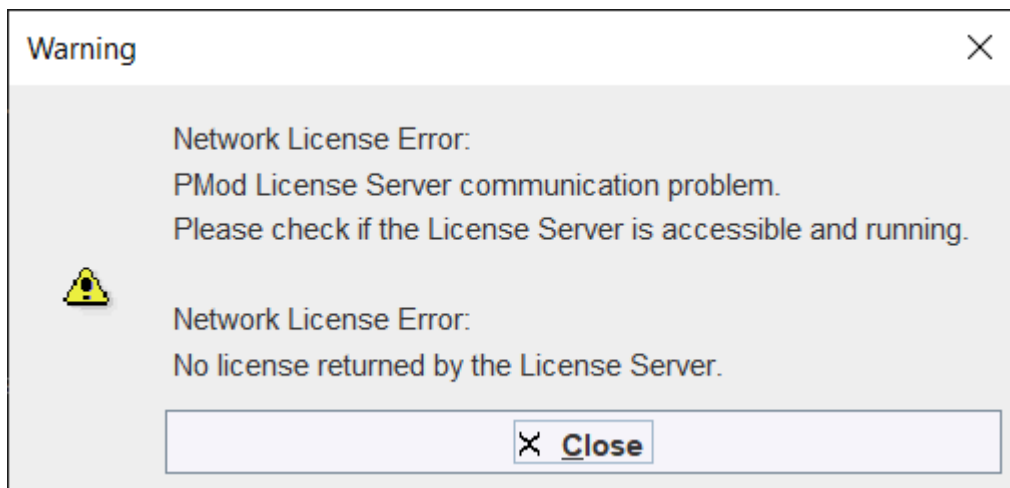 Warning
Network License Error:
PMod License Server communication problem.
Please check if the License Server is accessible and running.
Network License Error:
No license returned by the License Server.
Close